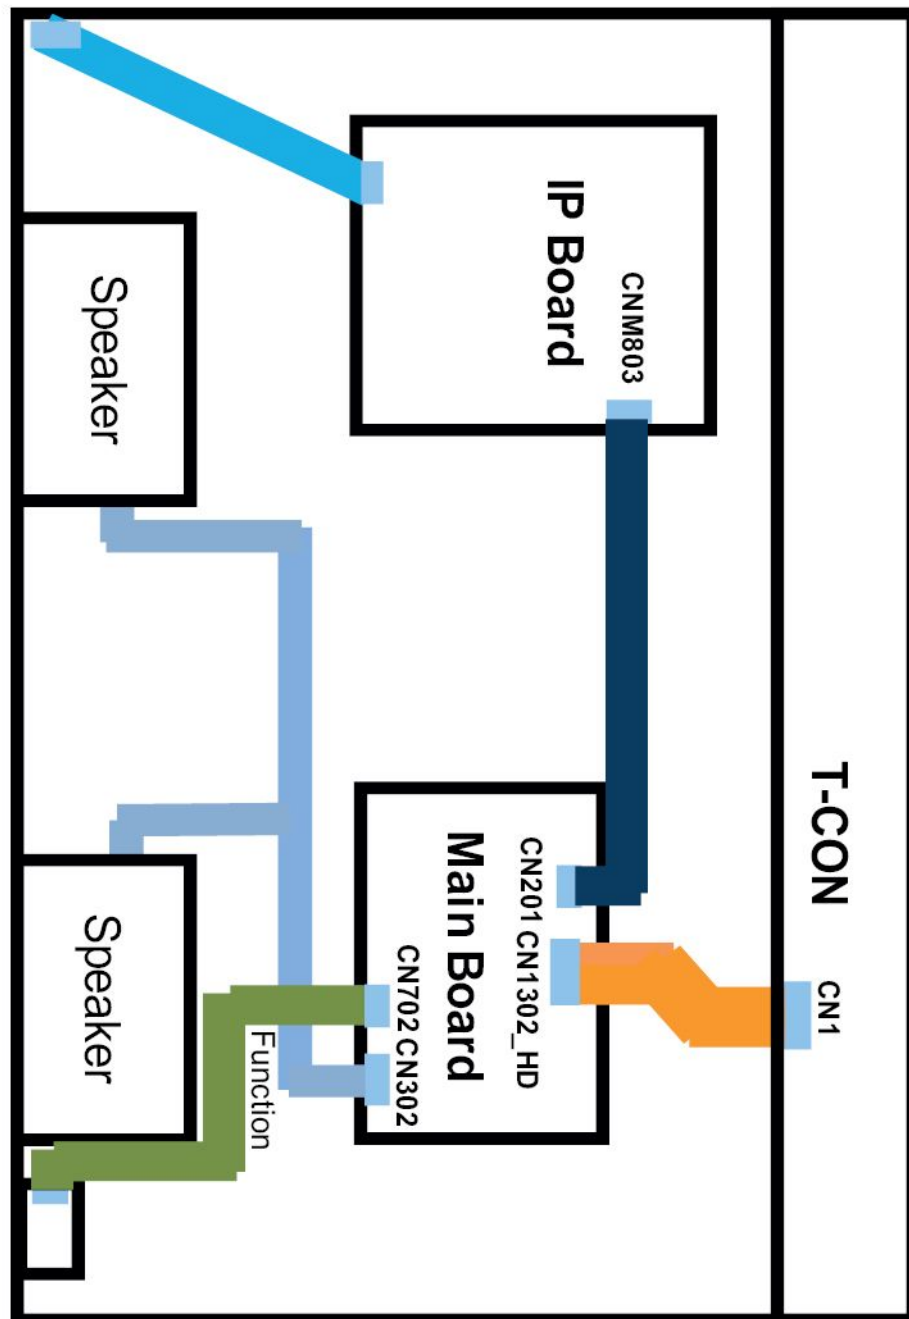 T-CON
CN1
IP Board
CNM803
Main Board
CN201
CN1302_HD
CN702
CN302
Function
Speaker
Speaker